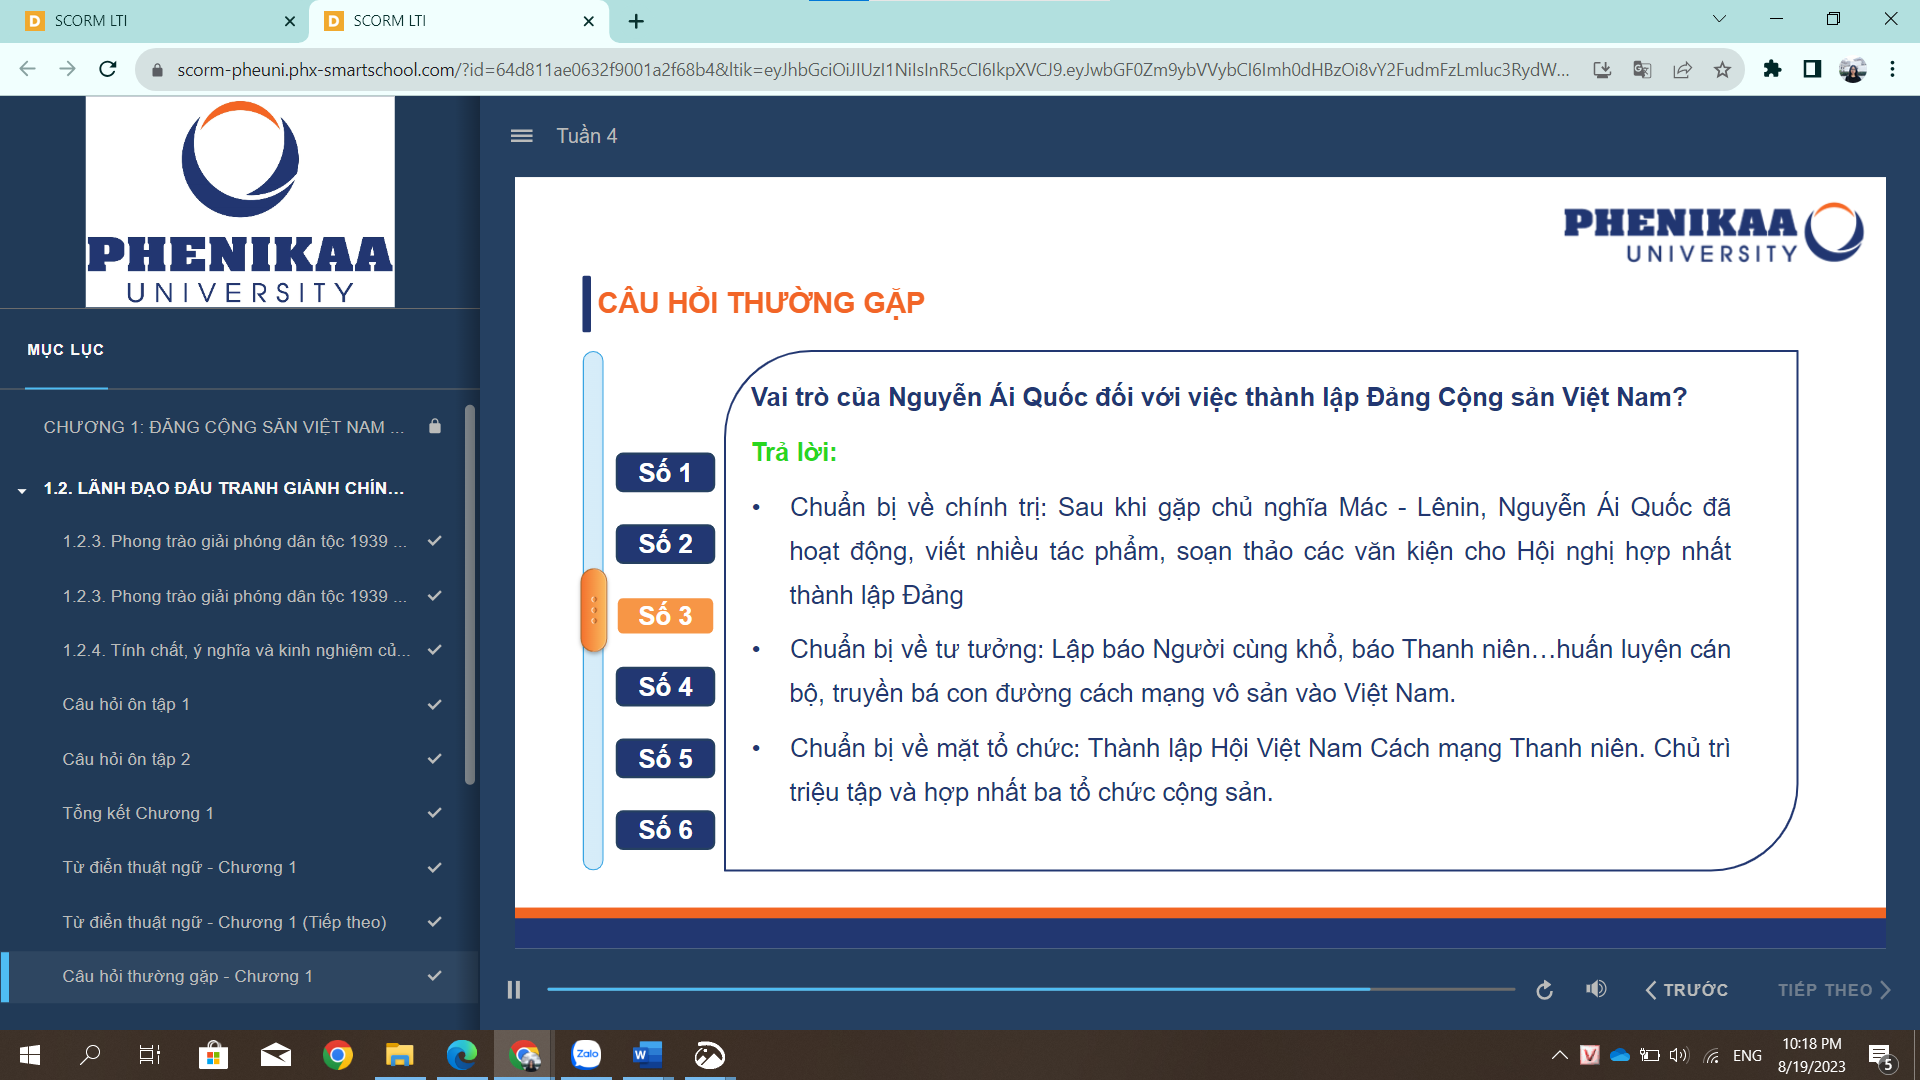 SCORM LTI
SCORM LTI
scorm-pheuni.phx-smartschool.com/?id=64d811ae0632f9001a2f68b4&ltik=eyJhbGciOiJIUzI1NiIsInR5cCI6IkpXVCJ9.eyJwbGF0Zm9ybVVybCI6Imh0dHBzOi8vY2FudmFzLmluc3RydW...
PHENIKAA
UNIVERSITY
MỤC LỤC
CHƯƠNG 1: ĐẢNG CỘNG SẢN VIỆT NAM ...
1.2. LÃNH ĐẠO ĐẤU TRANH GIÀNH CHÍN...
1.2.3. Phong trào giải phóng dân tộc 1939 ...
1.2.3. Phong trào giải phóng dân tộc 1939 ...
1.2.4. Tính chất, ý nghĩa và kinh nghiệm củ...
Câu hỏi ôn tập 1
Câu hỏi ôn tập 2
Tổng kết Chương 1
Từ điển thuật ngữ - Chương 1
Từ điển thuật ngữ - Chương 1 (Tiếp theo)
Câu hỏi thường gặp - Chương 1
Tuần 4
PHENIKAA
UNIVERSITY
CÂU HỎI THƯỜNG GẶP
Số 1
Số 2
Số 3
Số 4
Số 5
Số 6
Vai trò của Nguyễn Ái Quốc đối với việc thành lập Đảng Cộng sản Việt Nam?
Trả lời:
• Chuẩn bị về chính trị: Sau khi gặp chủ nghĩa Mác - Lênin, Nguyễn Ái Quốc đã
hoạt động, viết nhiều tác phẩm, soạn thảo các văn kiện cho Hội nghị hợp nhất
thành lập Đảng
• Chuẩn bị về tư tưởng: Lập báo Người cùng khổ, báo Thanh niên…huấn luyện cán
bộ, truyền bá con đường cách mạng vô sản vào Việt Nam.
• Chuẩn bị về mặt tổ chức: Thành lập Hội Việt Nam Cách mạng Thanh niên. Chủ trì
triệu tập và hợp nhất ba tổ chức cộng sản.
TRƯỚC
TIẾP THEO
Zalo
ENG
10:18 PM
8/19/2023
5